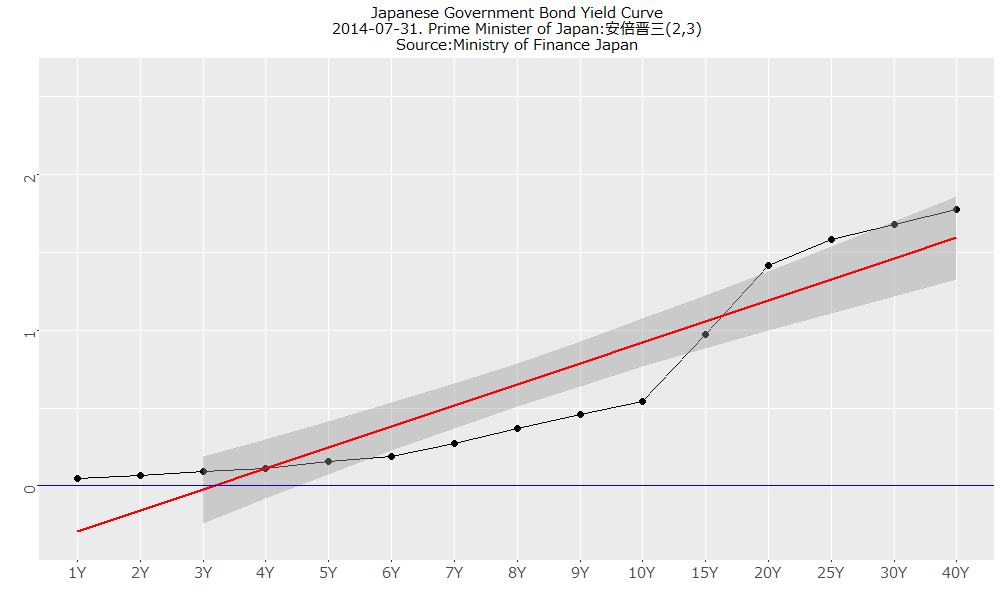 Japanese Government Bond Yield Curve
2014-07-31. Prime Minister of Japan:安倍晋三(2,3)
Source:Ministry of Finance Japan
2
1
0
1Y 2Y 3Y 4Y 5Y 6Y 7Y 8Y 9Y 10Y 15Y 20Y 25Y 30Y 40Y